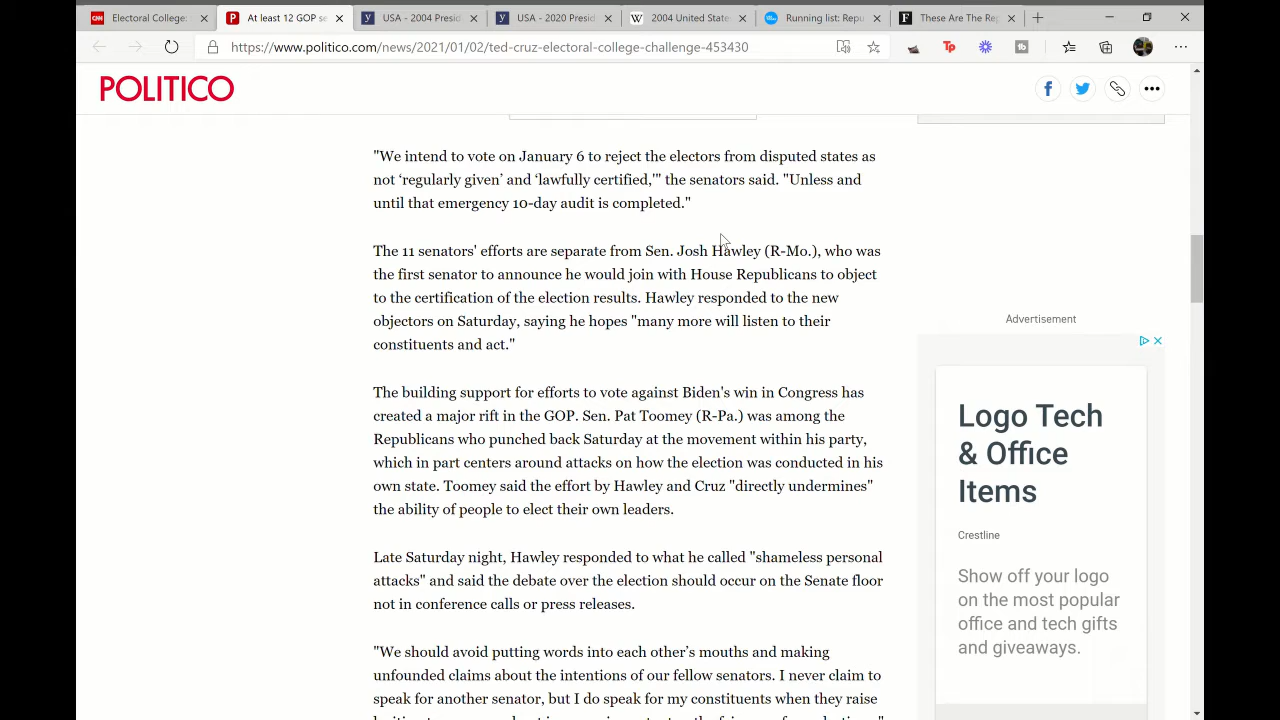 Electoral College:
At least 12 GOP se
USA - 2004 Presid
USA - 2020 Presid
2004 United State
Running list: Repu
These Are The Rep
https://www.politico.com/news/2021/01/02/ted-cruz-electoral-college-challenge-453430
POLITICO
"We intend to vote on January 6 to reject the electors from disputed states as
not ‘regularly given’ and ‘lawfully certified,’" the senators said. "Unless and
until that emergency 10-day audit is completed."
The 11 senators' efforts are separate from Sen. Josh Hawley (R-Mo.), who was
the first senator to announce he would join with House Republicans to object
to the certification of the election results. Hawley responded to the new
objectors on Saturday, saying he hopes "many more will listen to their
constituents and act."
The building support for efforts to vote against Biden's win in Congress has
created a major rift in the GOP. Sen. Pat Toomey (R-Pa.) was among the
Republicans who punched back Saturday at the movement within his party,
which in part centers around attacks on how the election was conducted in his
own state. Toomey said the effort by Hawley and Cruz "directly undermines"
the ability of people to elect their own leaders.
Late Saturday night, Hawley responded to what he called "shameless personal
attacks" and said the debate over the election should occur on the Senate floor
not in conference calls or press releases.
"We should avoid putting words into each other’s mouths and making
unfounded claims about the intentions of our fellow senators. I never claim to
speak for another senator, but I do speak for my constituents when they raise
Advertisement
Logo Tech
& Office
Items
Crestline
Show off your logo
on the most popular
office and tech gifts
and giveaways.